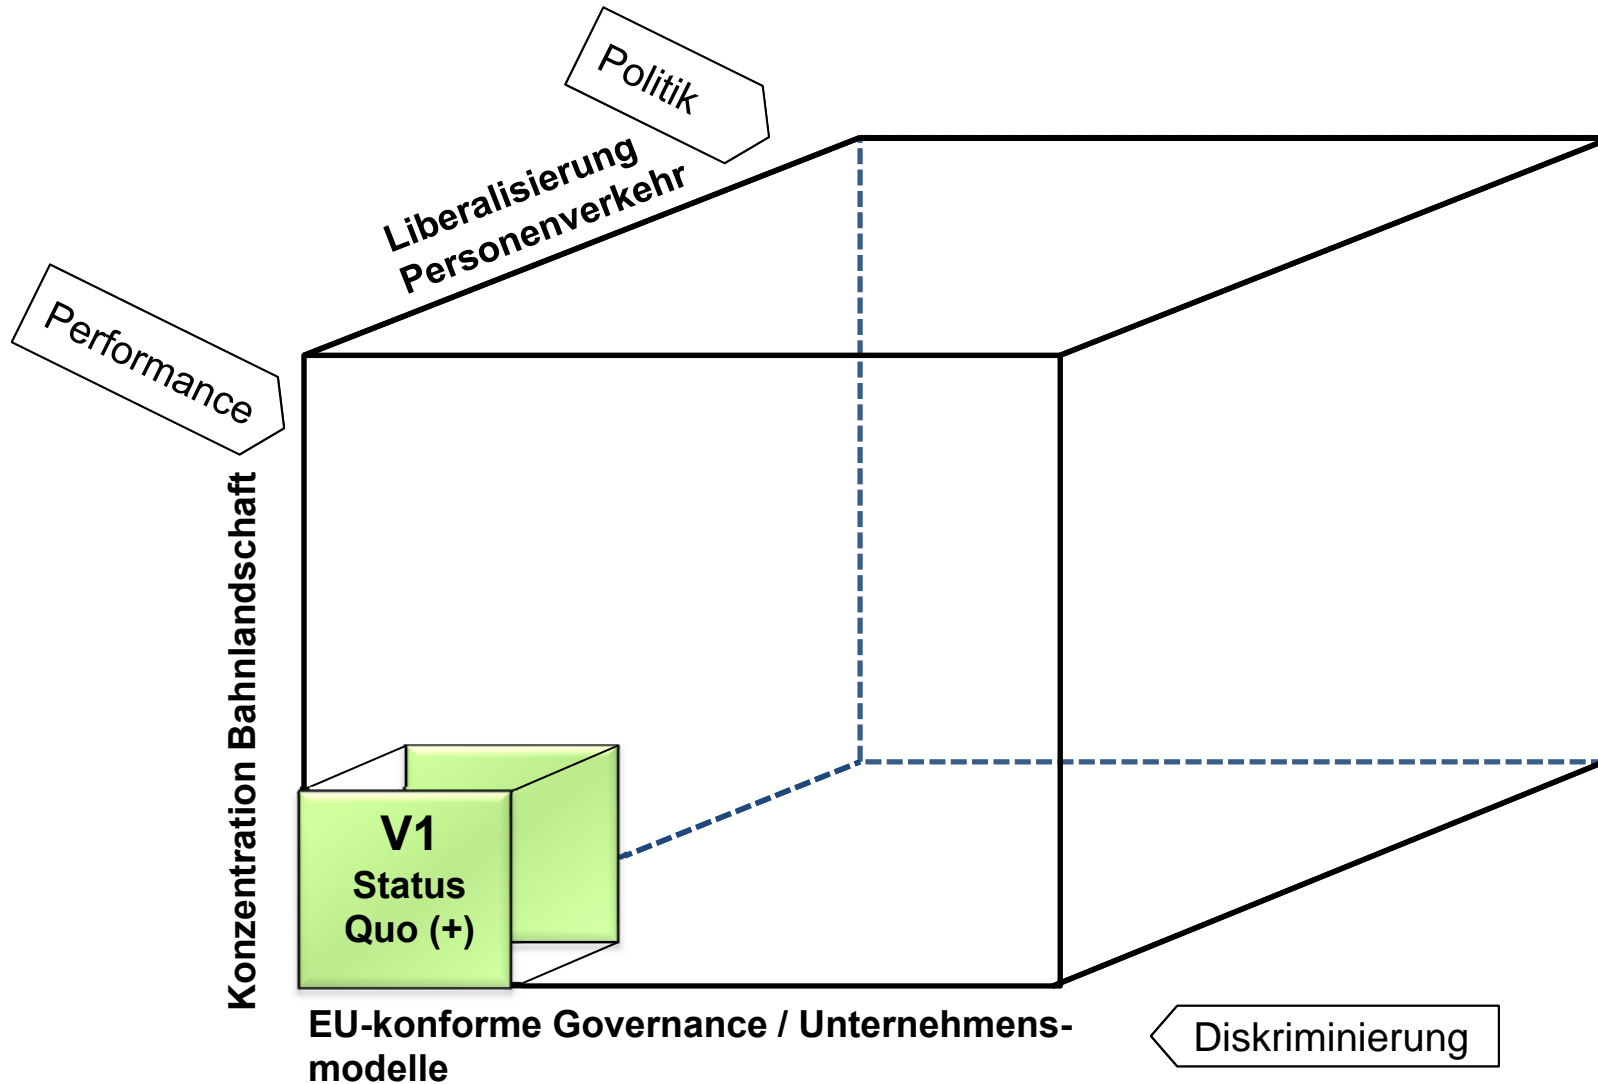 Politik
Liberalisierung
Personenverkehr
Performance
Konzentration Bahnlandschaft
V1
Status
Quo (+)
EU-konforme Governance / Unternehmens-
modelle
Diskriminierung